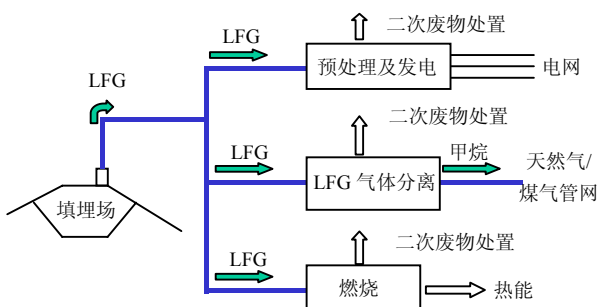 二次废物处置
LFG
预处理及发电
电网
LFG
二次废物处置
LFG
甲烷
天然气/
煤气管网
LFG 气体分离
填埋场
二次废物处置
LFG
燃烧
热能